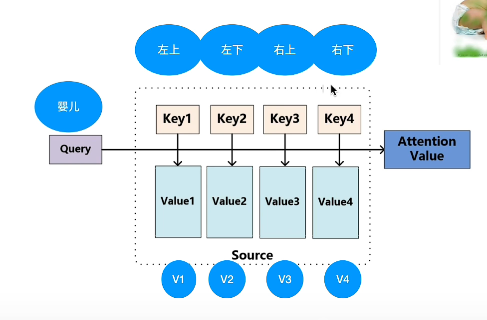 左上 左下 右上 右下
婴儿
Key1 Key2 Key3 Key4
Query
Attention
Value
Value1 Value2 Value3 Value4
Source
V1 V2 V3 V4